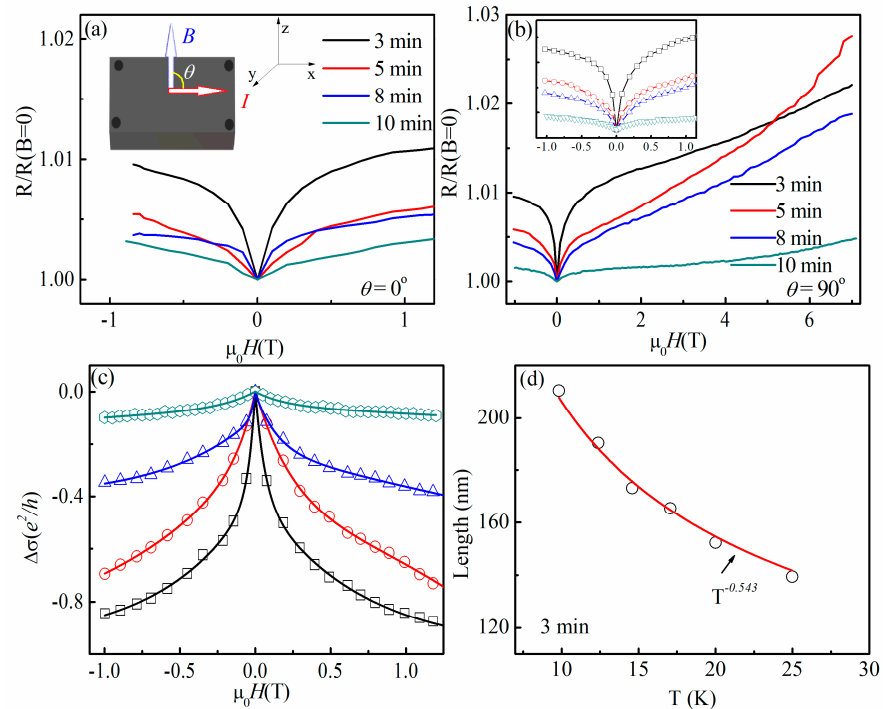 (a)
B
θ
I
z
y
x
3 min
5 min
8 min
10 min
1.02
1.01
1.00
R/R(B=0)
θ = 0°
-1
0
1
μ₀H(T)
(b)
1.03
1.02
1.01
1.00
R/R(B=0)
-1.0 -0.5 0.0 0.5 1.0
3 min
5 min
8 min
10 min
θ = 90°
0 2 4 6
μ₀H(T)
(c)
0.0
-0.4
-0.8
Δσ(e²/h)
-1.0 -0.5 0.0 0.5 1.0
μ₀H(T)
(d)
200
160
120
Length (nm)
T⁻⁰·⁵⁴³
3 min
10 15 20 25 30
T (K)